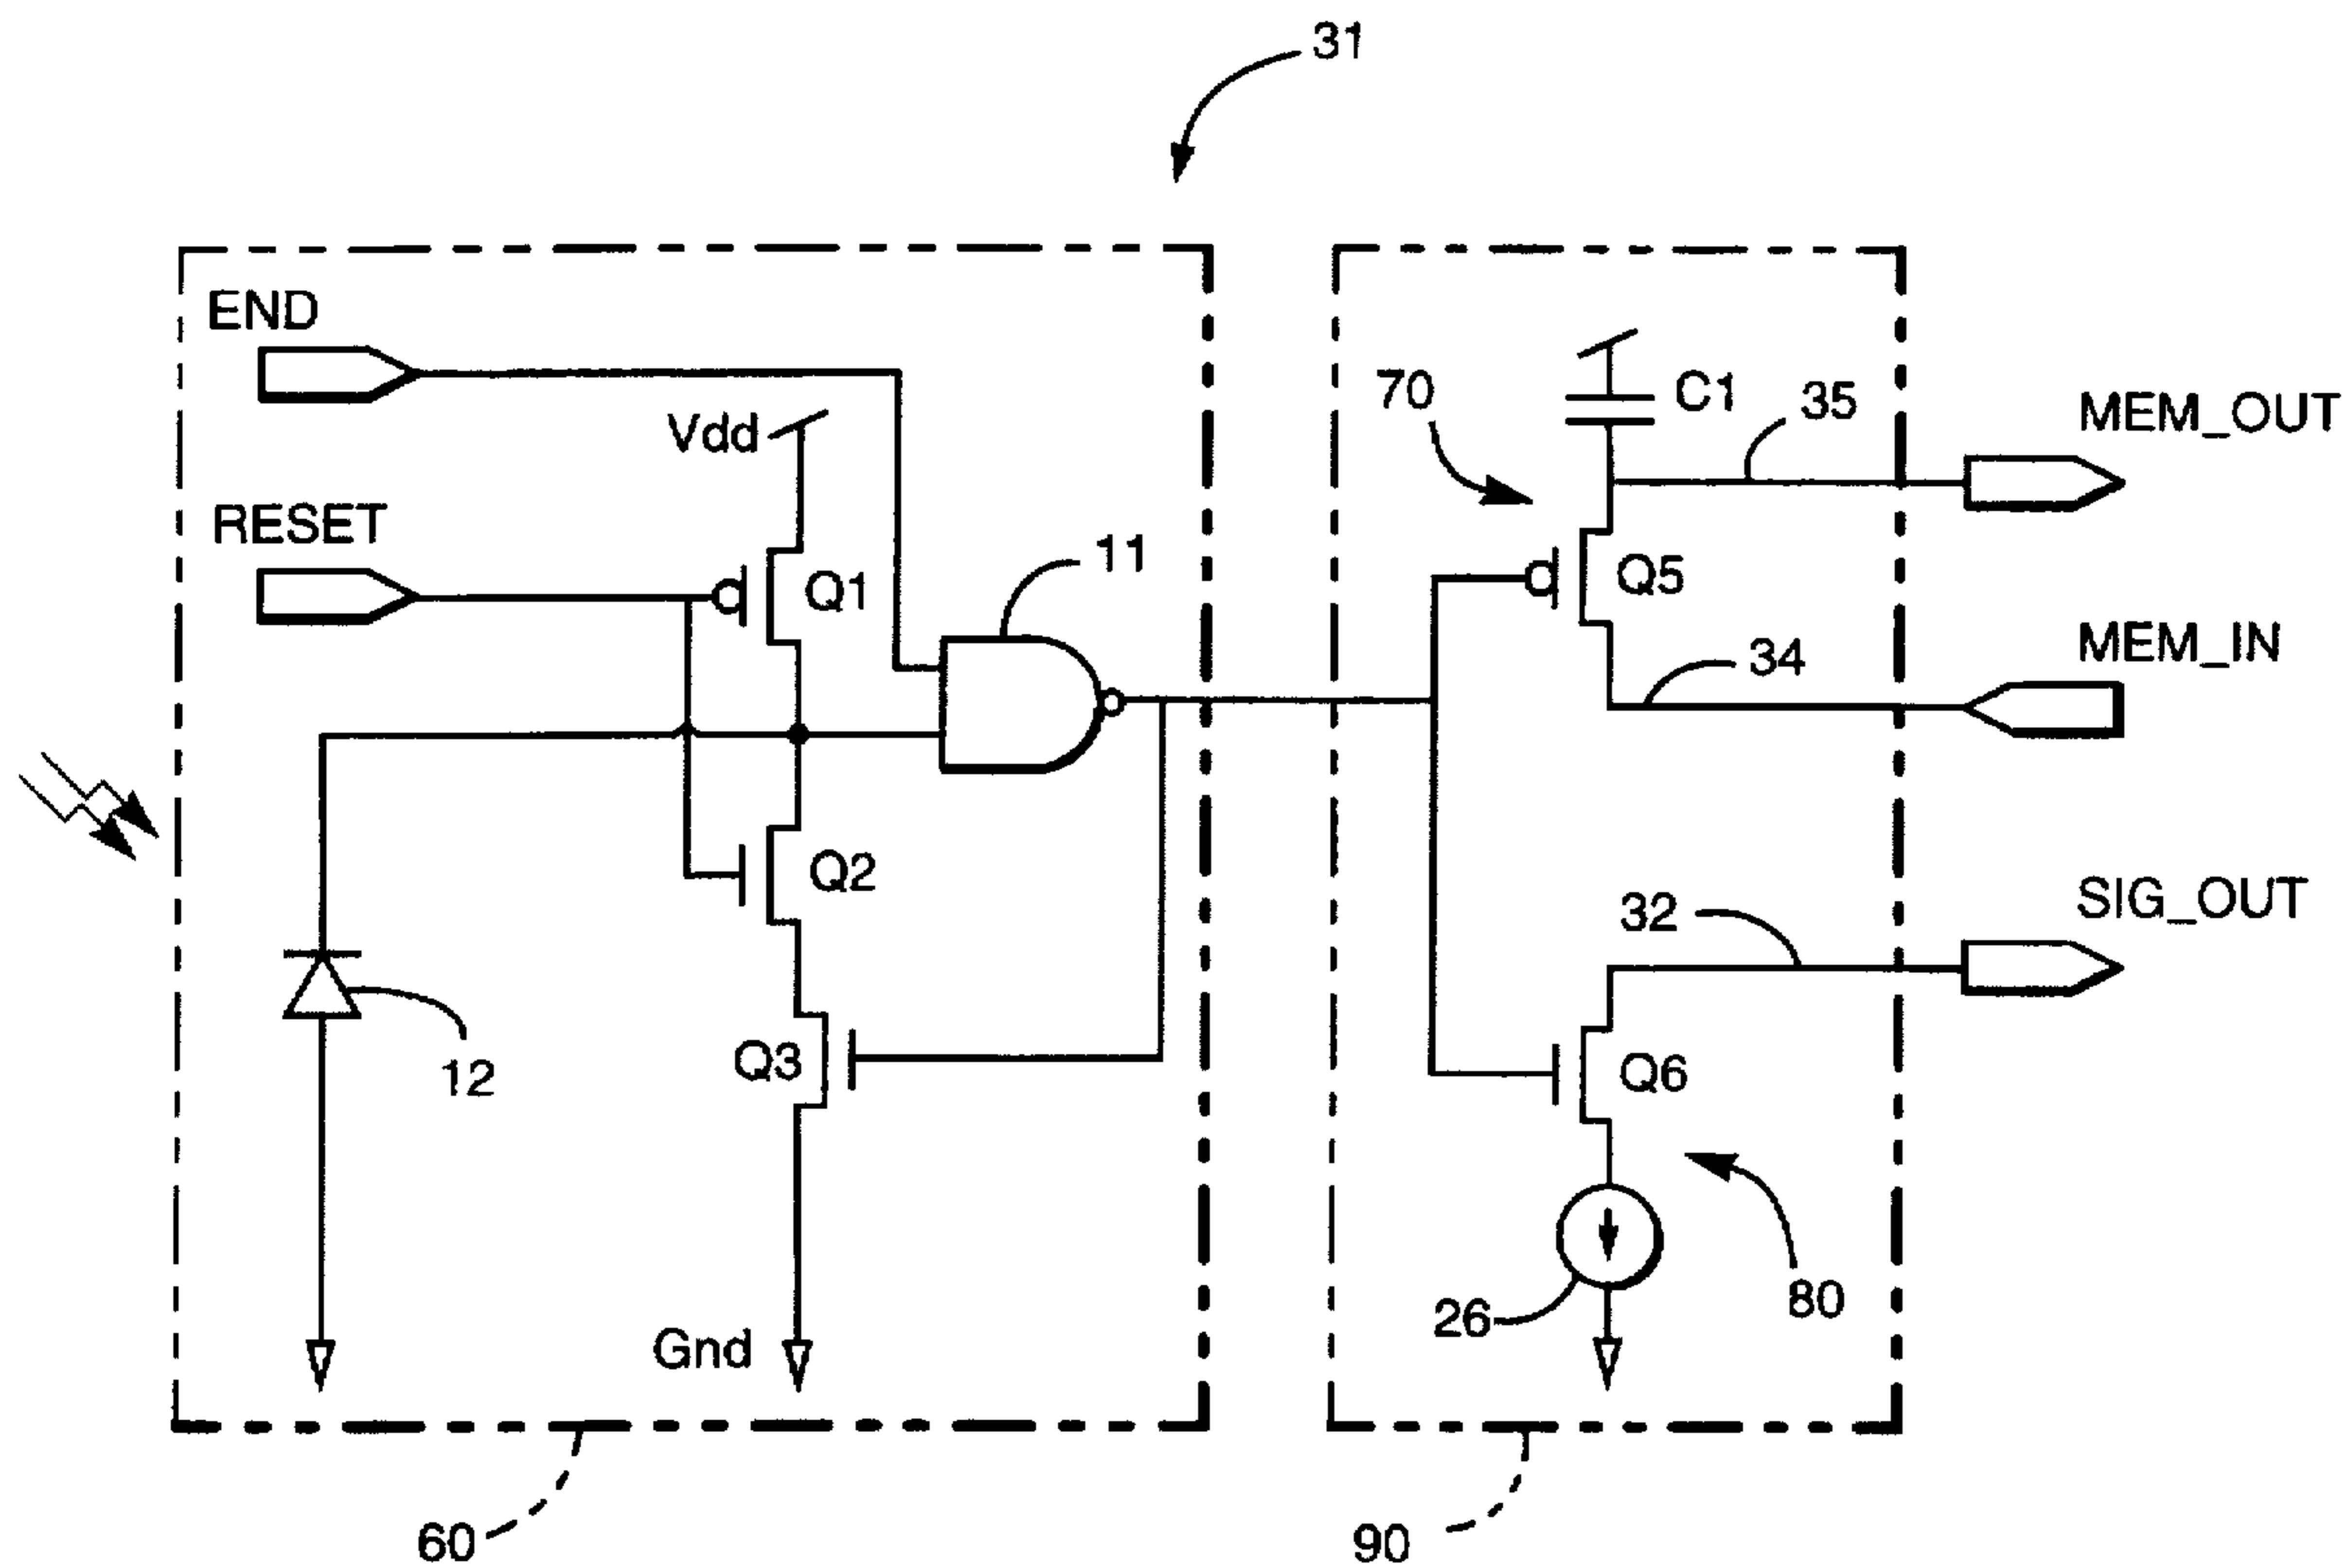 31
END
Vdd
70
C1
35
MEM_OUT
RESET
Q1
11
Q5
34
MEM_IN
Q2
32
SIG_OUT
12
Q3
Q6
Gnd
26
80
60
90